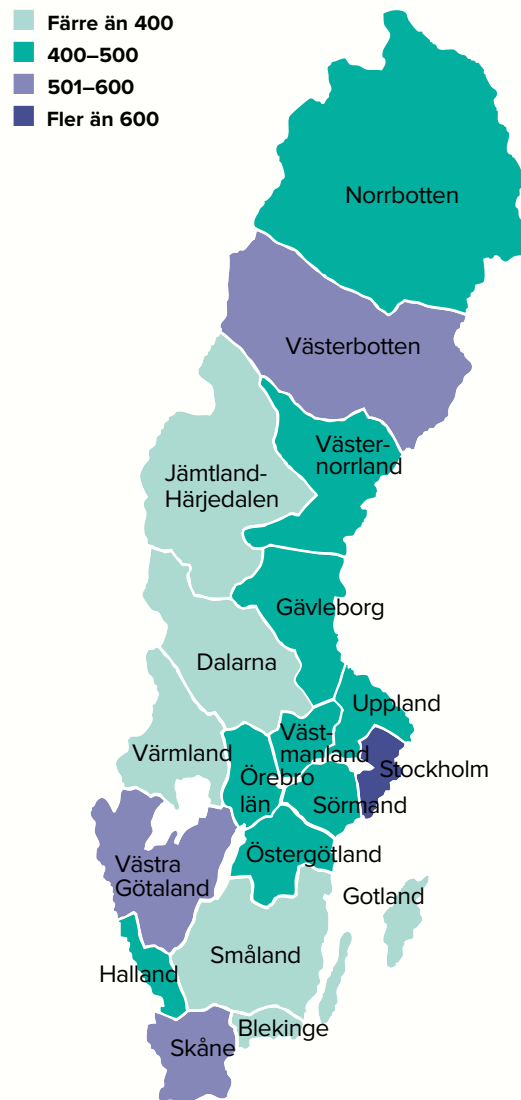 Färre än 400
400–500
501–600
Fler än 600
Norrbotten
Västerbotten
Väster-
norrland
Jämtland-
Härjedalen
Gävleborg
Dalarna
Uppland
Väst-
manland
Värmland
Stockholm
Örebro
län
Sörmand
Östergötland
Västra
Götaland
Gotland
Småland
Halland
Blekinge
Skåne